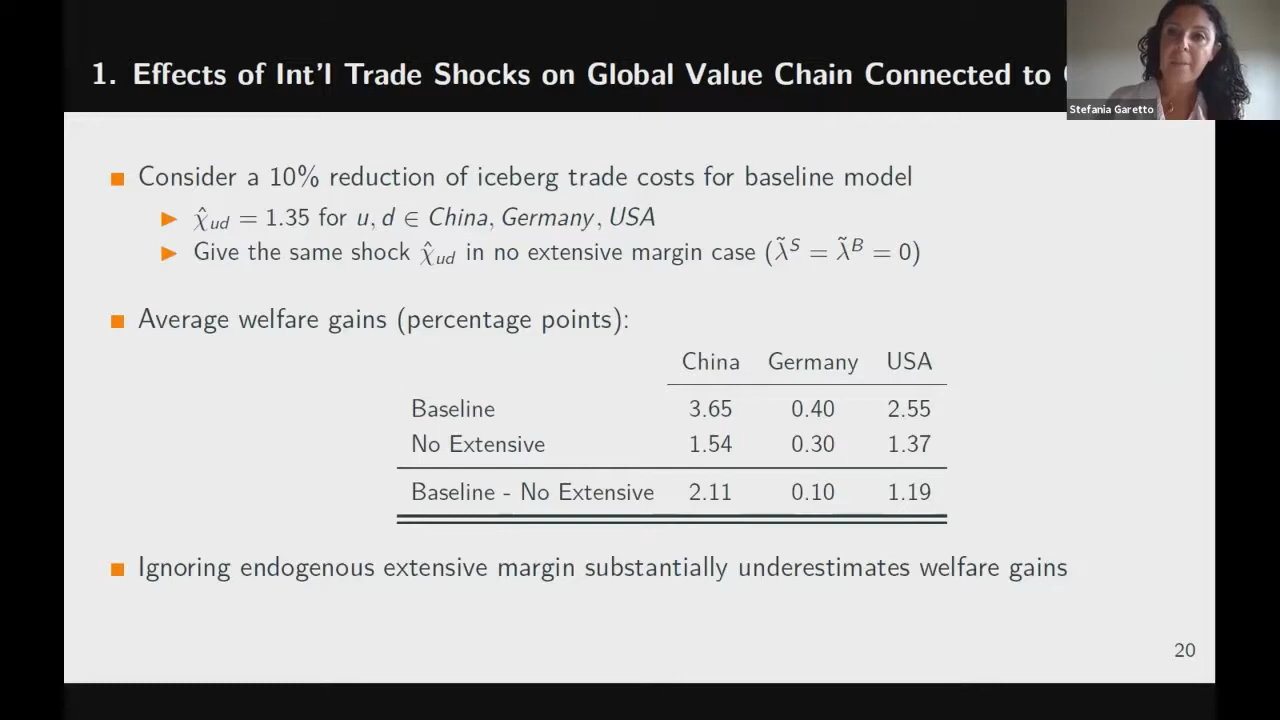 1. Effects of Int'l Trade Shocks on Global Value Chain Connected to
Stefania Garetto
■ Consider a 10% reduction of iceberg trade costs for baseline model
▶ χ̂_ud = 1.35 for u, d ∈ China, Germany, USA
▶ Give the same shock χ̂_ud in no extensive margin case (λ̃^S = λ̃^B = 0)
■ Average welfare gains (percentage points):
China Germany USA
Baseline 3.65 0.40 2.55
No Extensive 1.54 0.30 1.37
Baseline - No Extensive 2.11 0.10 1.19
■ Ignoring endogenous extensive margin substantially underestimates welfare gains
20